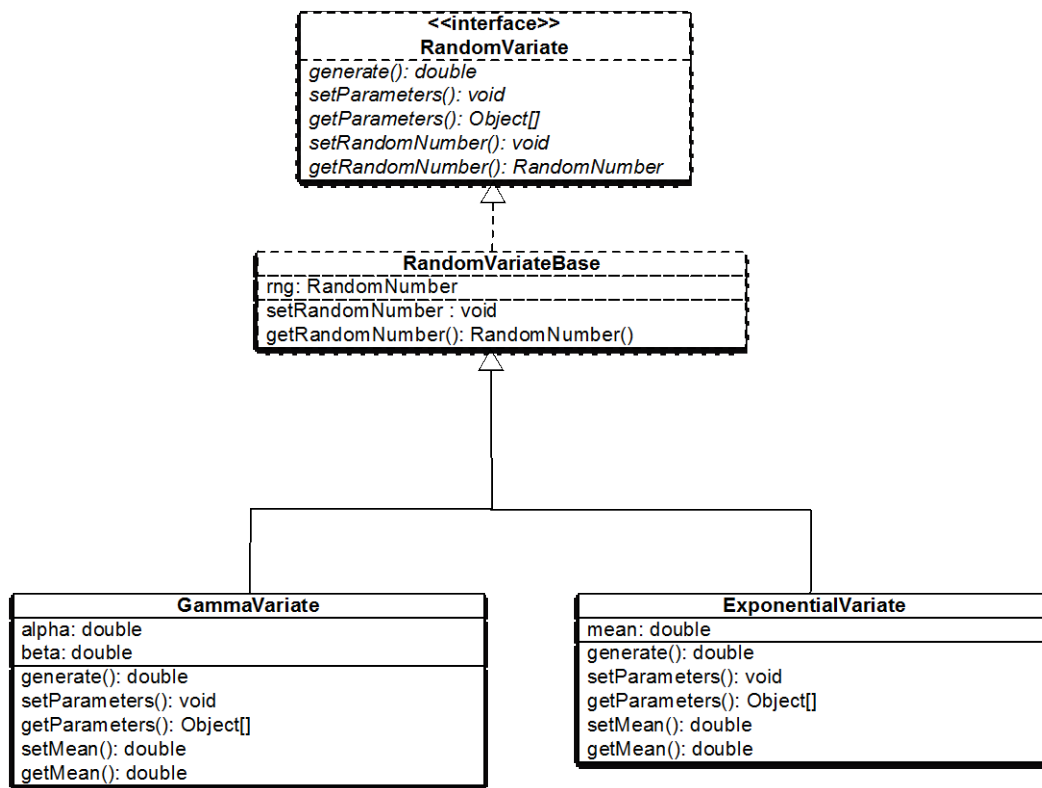 <<interface>>
RandomVariate
generate(): double
setParameters(): void
getParameters(): Object[]
setRandomNumber(): void
getRandomNumber(): RandomNumber
RandomVariateBase
rng: RandomNumber
setRandomNumber : void
getRandomNumber(): RandomNumber()
GammaVariate
alpha: double
beta: double
generate(): double
setParameters(): void
getParameters(): Object[]
setMean(): double
getMean(): double
ExponentialVariate
mean: double
generate(): double
setParameters(): void
getParameters(): Object[]
setMean(): double
getMean(): double